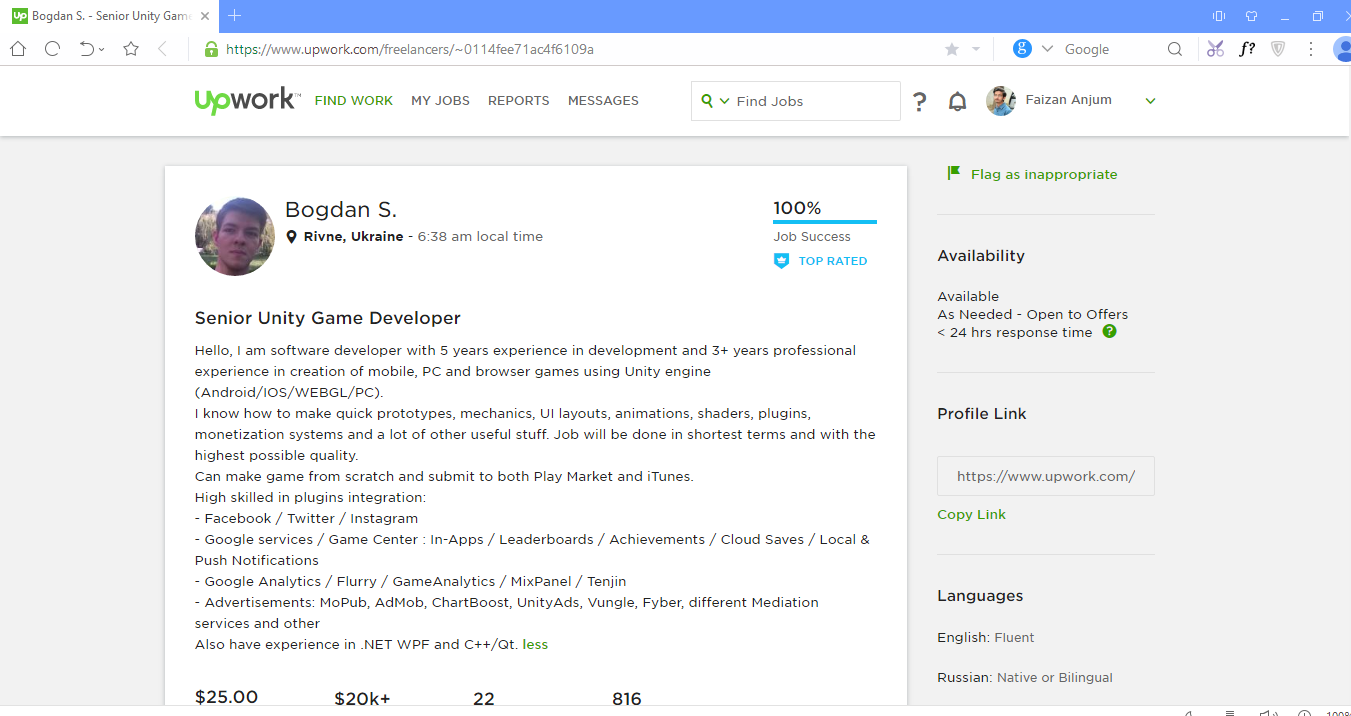 Bogdan S. - Senior Unity Game
https://www.upwork.com/freelancers/~0114fee71ac4f6109a
Google
f?
upwork™
FIND WORK
MY JOBS
REPORTS
MESSAGES
Find Jobs
?
Faizan Anjum
Bogdan S.
Rivne, Ukraine - 6:38 am local time
100%
Job Success
TOP RATED
Senior Unity Game Developer
Hello, I am software developer with 5 years experience in development and 3+ years professional
experience in creation of mobile, PC and browser games using Unity engine
(Android/IOS/WEBGL/PC).
I know how to make quick prototypes, mechanics, UI layouts, animations, shaders, plugins,
monetization systems and a lot of other useful stuff. Job will be done in shortest terms and with the
highest possible quality.
Can make game from scratch and submit to both Play Market and iTunes.
High skilled in plugins integration:
- Facebook / Twitter / Instagram
- Google services / Game Center : In-Apps / Leaderboards / Achievements / Cloud Saves / Local &
Push Notifications
- Google Analytics / Flurry / GameAnalytics / MixPanel / Tenjin
- Advertisements: MoPub, AdMob, ChartBoost, UnityAds, Vungle, Fyber, different Mediation
services and other
Also have experience in .NET WPF and C++/Qt. less
$25.00
$20k+
22
816
Flag as inappropriate
Availability
Available
As Needed - Open to Offers
< 24 hrs response time ?
Profile Link
https://www.upwork.com/
Copy Link
Languages
English: Fluent
Russian: Native or Bilingual